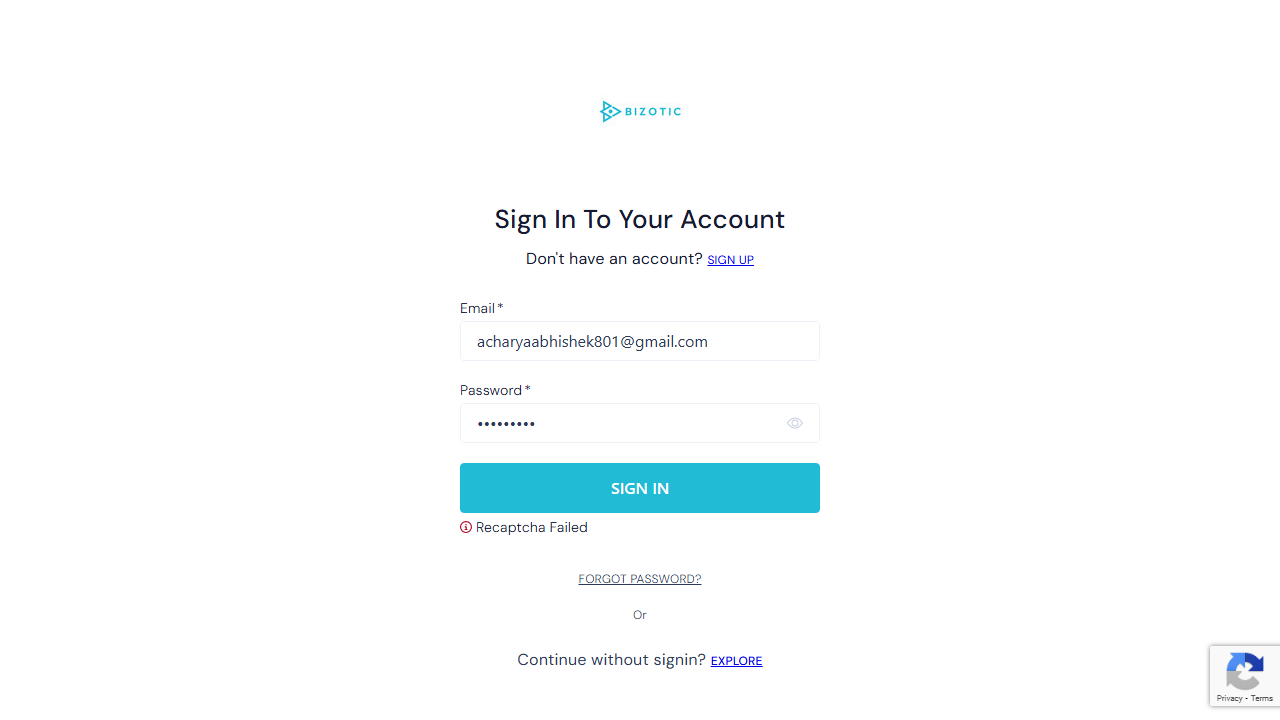 BIZOTIC
Sign In To Your Account
Don't have an account? SIGN UP
Email *
acharyaabhishek801@gmail.com
Password *
•••••••••
SIGN IN
Recaptcha Failed
FORGOT PASSWORD?
Or
Continue without signin? EXPLORE
Privacy - Terms